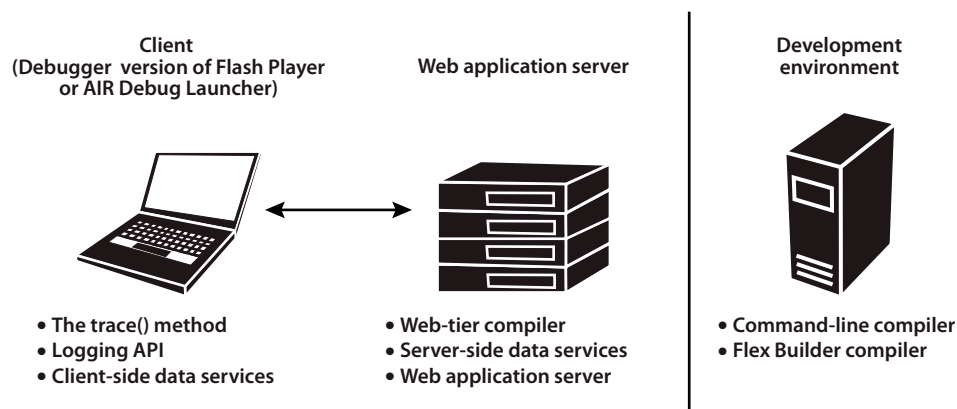 Client
(Debugger version of Flash Player
or AIR Debug Launcher)
Web application server
Development
environment
• The trace() method
• Logging API
• Client-side data services
• Web-tier compiler
• Server-side data services
• Web application server
• Command-line compiler
• Flex Builder compiler